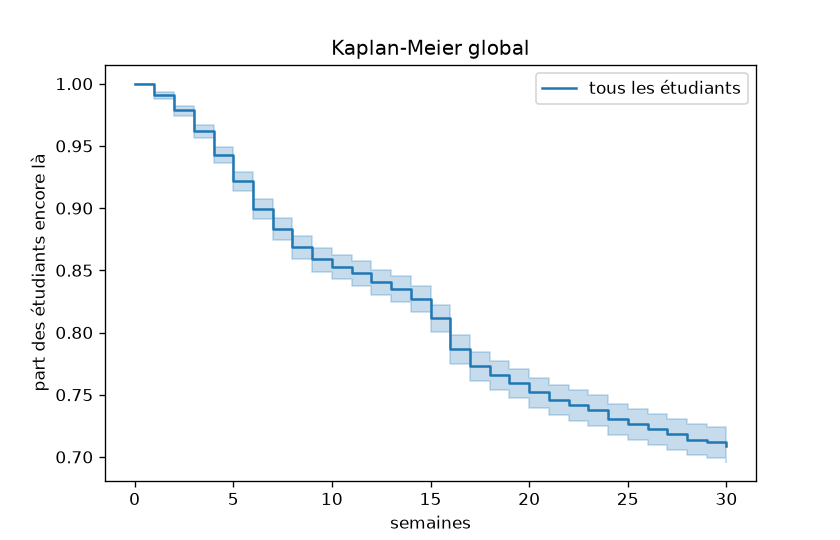 Kaplan-Meier global
tous les étudiants
part des étudiants encore là
1.00
0.95
0.90
0.85
0.80
0.75
0.70
0 5 10 15 20 25 30
semaines